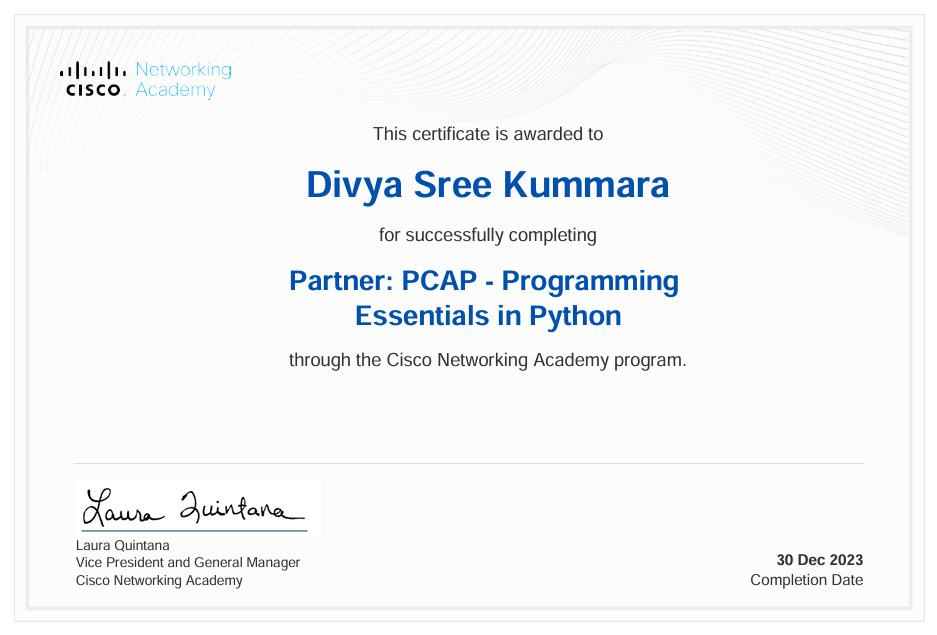 CISCO Networking
Academy
This certificate is awarded to
Divya Sree Kummara
for successfully completing
Partner: PCAP - Programming
Essentials in Python
through the Cisco Networking Academy program.
Laura Quintana
Laura Quintana
Vice President and General Manager
Cisco Networking Academy
30 Dec 2023
Completion Date